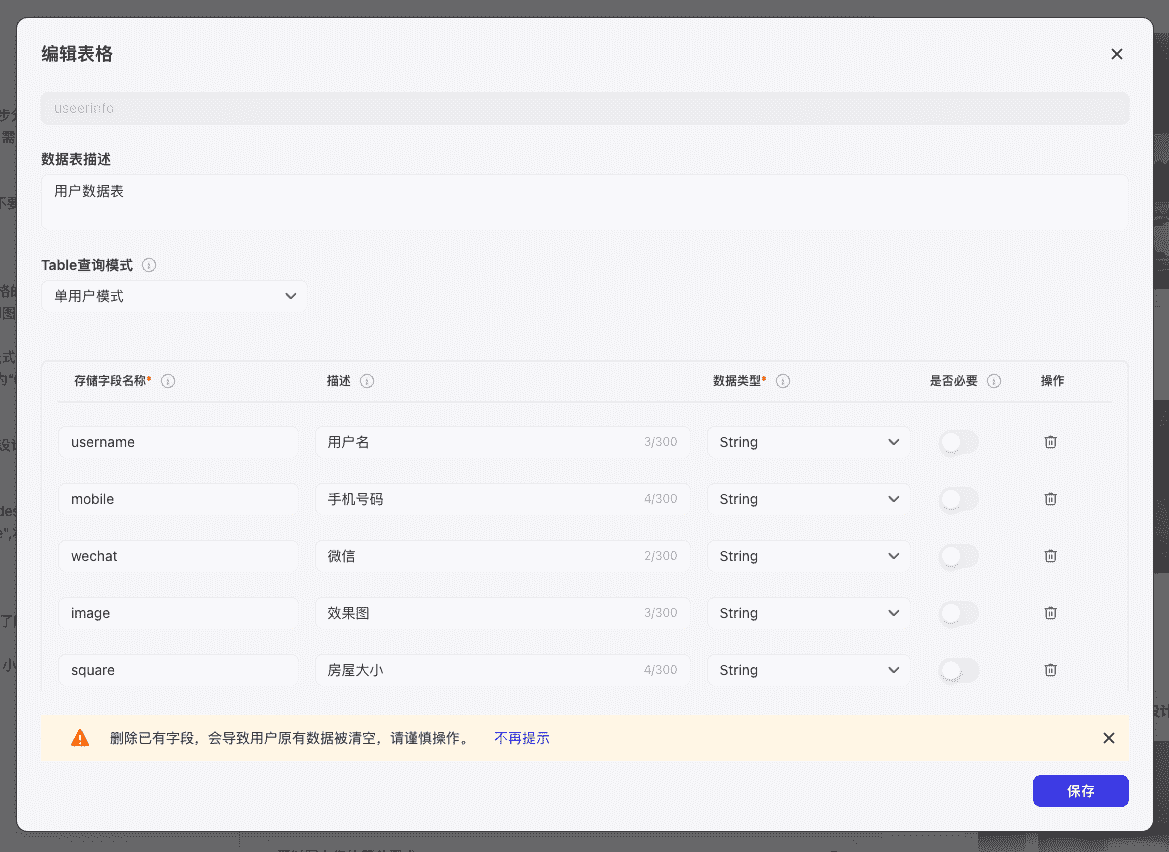 编辑表格
useerinfo
数据表描述
用户数据表
Table查询模式
单用户模式
存储字段名称* 描述 数据类型* 是否必要 操作
username 用户名 3/300 String
mobile 手机号码 4/300 String
wechat 微信 2/300 String
image 效果图 3/300 String
square 房屋大小 4/300 String
删除已有字段，会导致用户原有数据被清空，请谨慎操作。 不再提示
保存